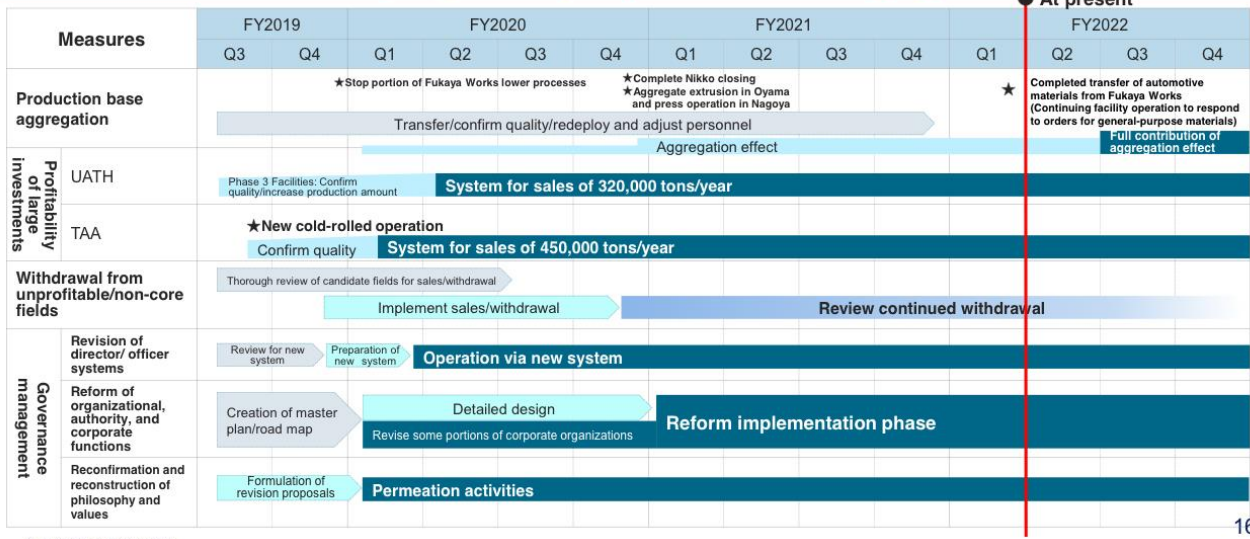 At present
Measures
FY2019
FY2020
FY2021
FY2022
Q3
Q4
Q1
Q2
Q3
Q4
Q1
Q2
Q3
Q4
Q1
Q2
Q3
Q4
Production base
aggregation
★Stop portion of Fukaya Works lower processes
★Complete Nikko closing
★Aggregate extrusion in Oyama
and press operation in Nagoya
★
Completed transfer of automotive
materials from Fukaya Works
(Continuing facility operation to respond
to orders for general-purpose materials)
Transfer/confirm quality/redeploy and adjust personnel
Aggregation effect
Full contribution of
aggregation effect
Profitability
of large
investments
UATH
Phase 3 Facilities: Confirm
quality/increase production amount
System for sales of 320,000 tons/year
TAA
★New cold-rolled operation
Confirm quality
System for sales of 450,000 tons/year
Withdrawal from
unprofitable/non-core
fields
Thorough review of candidate fields for sales/withdrawal
Implement sales/withdrawal
Review continued withdrawal
Governance
management
Revision of
director/ officer
systems
Review for new
system
Preparation of
new system
Operation via new system
Reform of
organizational,
authority, and
corporate
functions
Creation of master
plan/road map
Detailed design
Revise some portions of corporate organizations
Reform implementation phase
Reconfirmation and
reconstruction of
philosophy and
values
Formulation of
revision proposals
Permeation activities
16